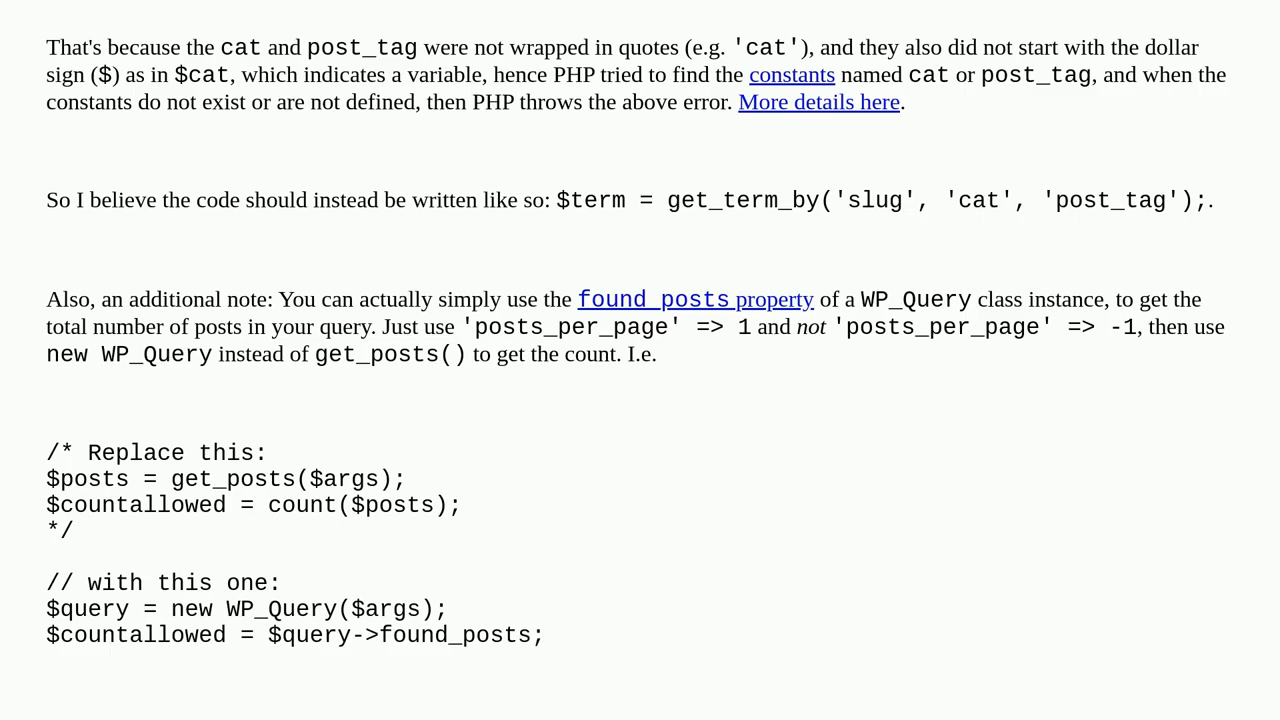 That's because the cat and post_tag were not wrapped in quotes (e.g. 'cat'), and they also did not start with the dollar
sign ($) as in $cat, which indicates a variable, hence PHP tried to find the constants named cat or post_tag, and when the
constants do not exist or are not defined, then PHP throws the above error. More details here.
So I believe the code should instead be written like so: $term = get_term_by('slug', 'cat', 'post_tag');.
Also, an additional note: You can actually simply use the found_posts property of a WP_Query class instance, to get the
total number of posts in your query. Just use 'posts_per_page' => 1 and not 'posts_per_page' => -1, then use
new WP_Query instead of get_posts() to get the count. I.e.
/* Replace this:
$posts = get_posts($args);
$countallowed = count($posts);
*/
// with this one:
$query = new WP_Query($args);
$countallowed = $query->found_posts;